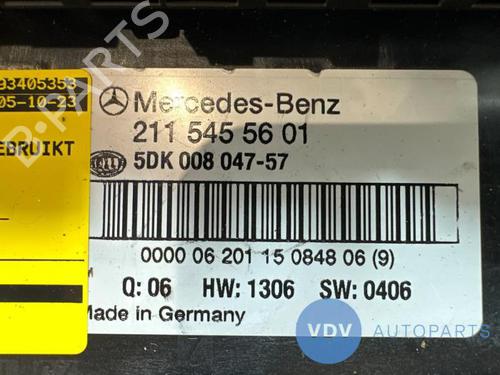 93405353
05-10-23
EBRUIKT
Mercedes-Benz
211 545 56 01
HELLA 5DK 008 047-57
0000 06 201 15 0848 06 (9)
M
Q: 06 HW: 1306 SW: 0406
Made in Germany
B-PARTS
VDV AUTOPARTS